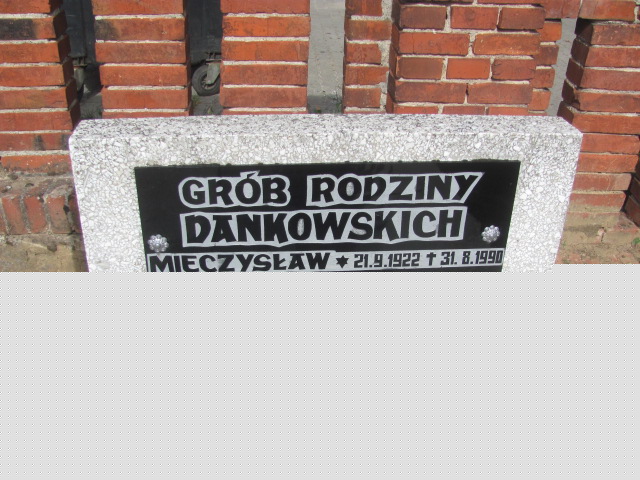 GRÓB RODZINY
DANKOWSKICH
MIECZYSŁAW ✶ 21.9.1922 ✝ 31.8.1990